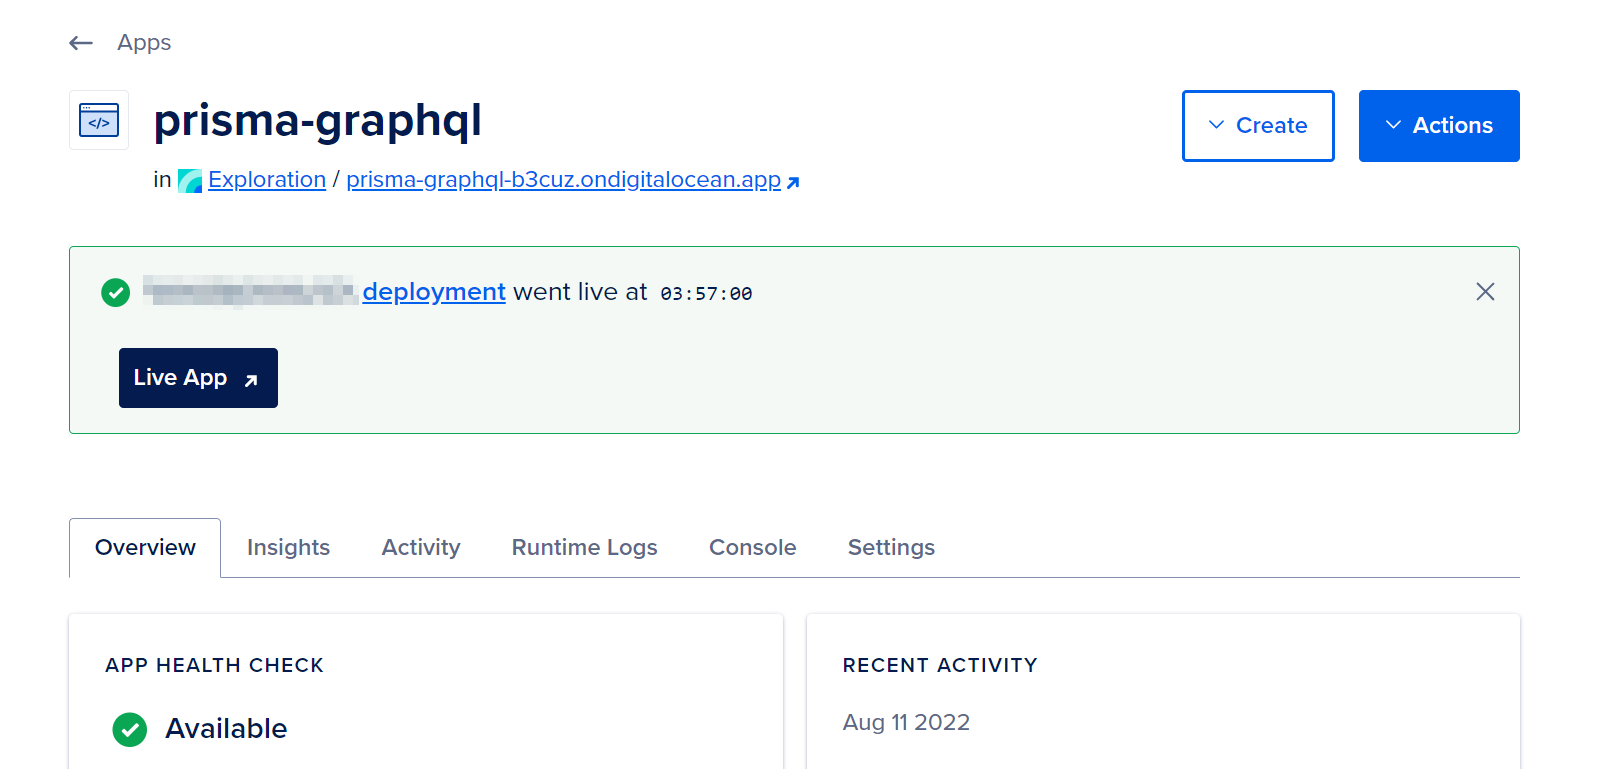 Apps
prisma-graphql
Create
Actions
in Exploration / prisma-graphql-b3cuz.ondigitalocean.app
deployment went live at 03:57:00
Live App
Overview Insights Activity Runtime Logs Console Settings
APP HEALTH CHECK
Available
RECENT ACTIVITY
Aug 11 2022